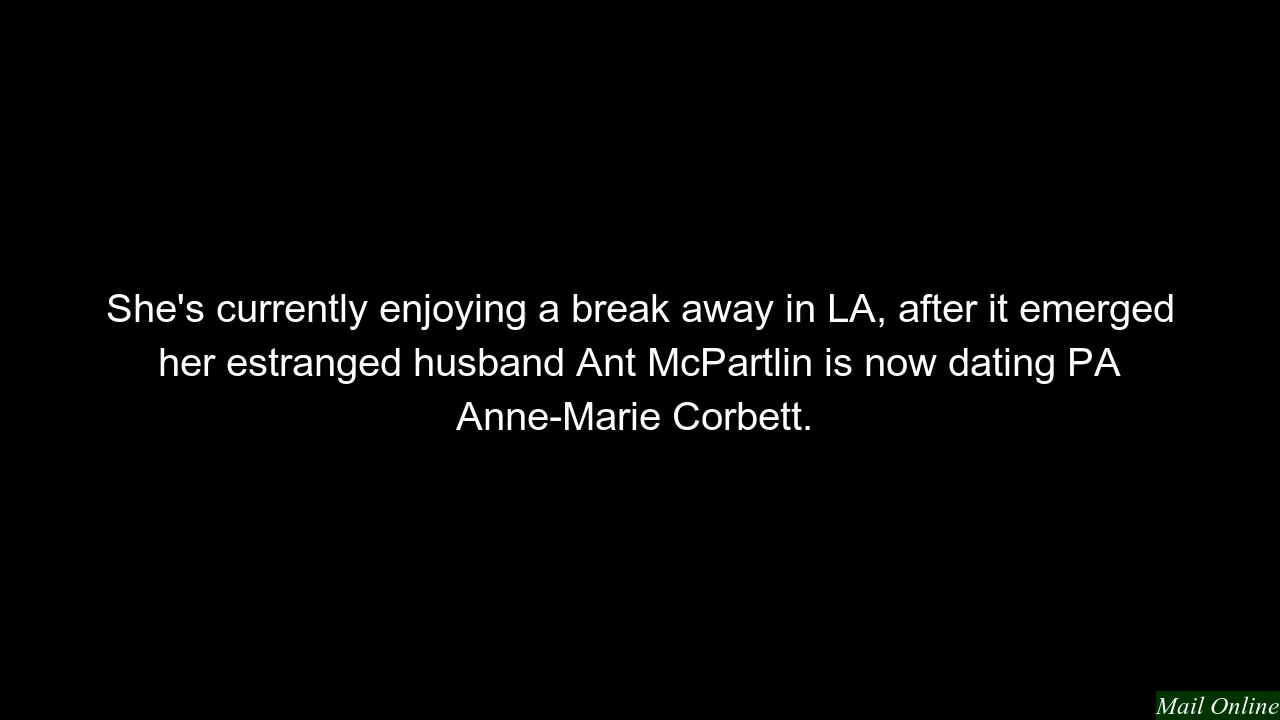 She's currently enjoying a break away in LA, after it emerged
her estranged husband Ant McPartlin is now dating PA
Anne-Marie Corbett.
Mail Online